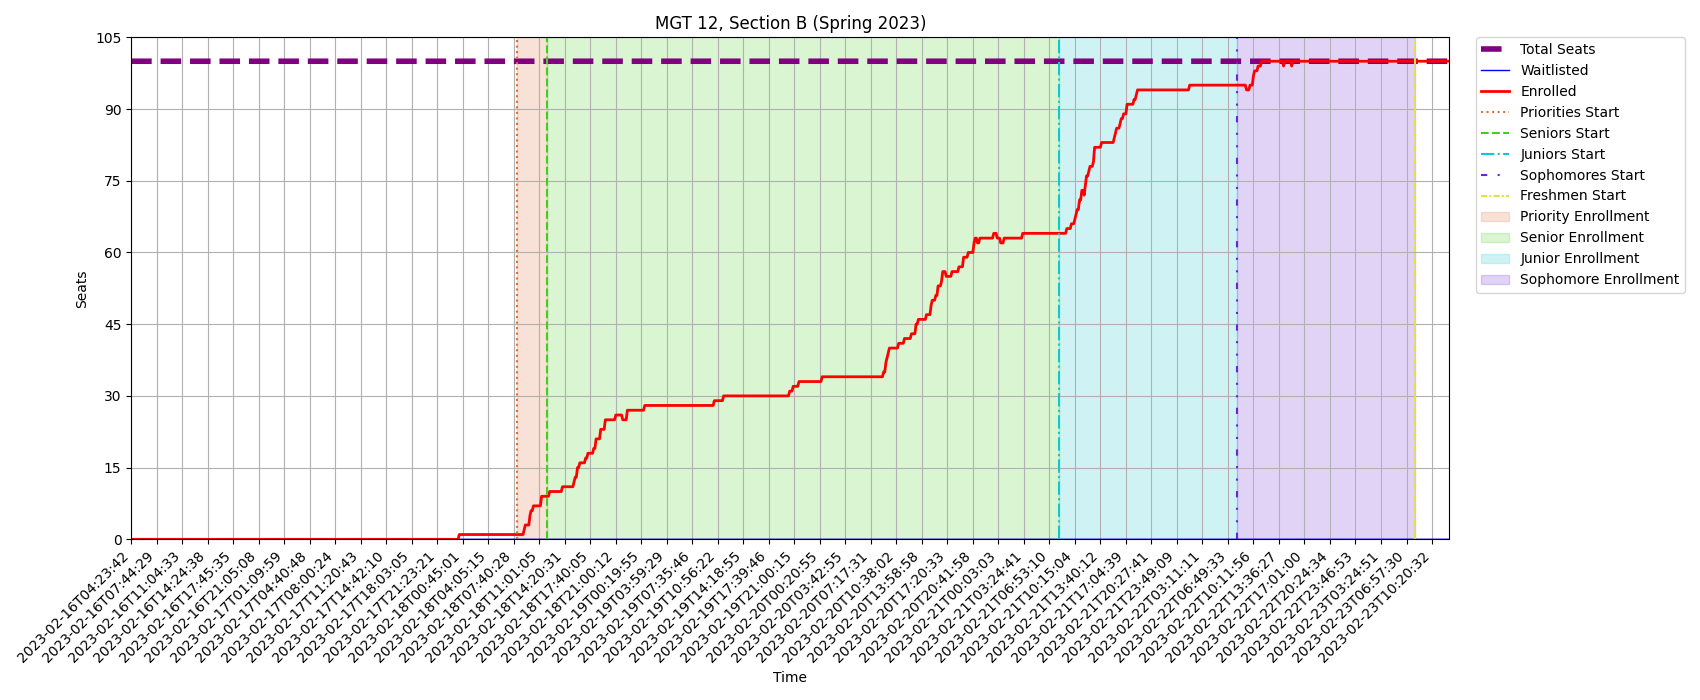 MGT 12, Section B (Spring 2023)
105
90
75
60
45
30
15
0
Seats
2023-02-16T04:23:42
2023-02-16T07:44:29
2023-02-16T11:04:33
2023-02-16T14:24:38
2023-02-16T17:45:35
2023-02-16T21:05:08
2023-02-17T01:09:59
2023-02-17T04:40:48
2023-02-17T08:00:24
2023-02-17T11:20:43
2023-02-17T14:42:10
2023-02-17T18:03:05
2023-02-17T21:23:21
2023-02-18T00:45:01
2023-02-18T04:05:15
2023-02-18T07:40:28
2023-02-18T11:01:05
2023-02-18T14:20:31
2023-02-18T17:40:05
2023-02-18T21:00:12
2023-02-19T00:19:55
2023-02-19T03:59:29
2023-02-19T07:35:46
2023-02-19T10:56:22
2023-02-19T14:18:55
2023-02-19T17:39:46
2023-02-19T21:00:15
2023-02-20T00:20:55
2023-02-20T03:42:55
2023-02-20T07:17:31
2023-02-20T10:38:02
2023-02-20T13:58:58
2023-02-20T17:20:33
2023-02-20T20:41:58
2023-02-21T00:03:03
2023-02-21T03:24:41
2023-02-21T06:53:10
2023-02-21T10:15:04
2023-02-21T13:40:12
2023-02-21T17:04:39
2023-02-21T20:27:41
2023-02-21T23:49:09
2023-02-22T03:11:11
2023-02-22T06:49:33
2023-02-22T10:11:56
2023-02-22T13:36:27
2023-02-22T17:01:00
2023-02-22T20:24:34
2023-02-22T23:46:53
2023-02-23T03:24:51
2023-02-23T06:57:30
2023-02-23T10:20:32
Time
Total Seats
Waitlisted
Enrolled
Priorities Start
Seniors Start
Juniors Start
Sophomores Start
Freshmen Start
Priority Enrollment
Senior Enrollment
Junior Enrollment
Sophomore Enrollment